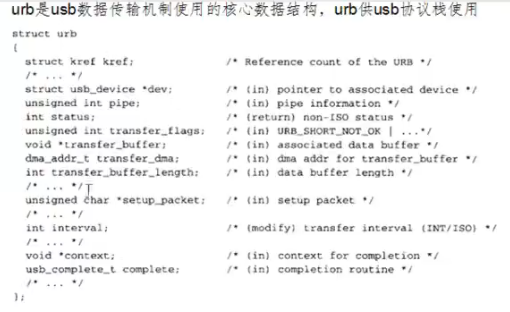 urb是usb数据传输机制使用的核心数据结构，urb供usb协议栈使用
struct urb
{
struct kref kref; /* Reference count of the URB */
/* ... */
struct usb_device *dev; /* (in) pointer to associated device */
unsigned int pipe; /* (in) pipe information */
int status; /* (return) non-ISO status */
unsigned int transfer_flags; /* (in) URB_SHORT_NOT_OK | ...*/
void *transfer_buffer; /* (in) associated data buffer */
dma_addr_t transfer_dma; /* (in) dma addr for transfer_buffer */
int transfer_buffer_length; /* (in) data buffer length */
/* ... */
unsigned char *setup_packet; /* (in) setup packet */
/* ... */
int interval; /* (modify) transfer interval (INT/ISO) */
/* ... */
void *context; /* (in) context for completion */
usb_complete_t complete; /* (in) completion routine */
/* ... */
};